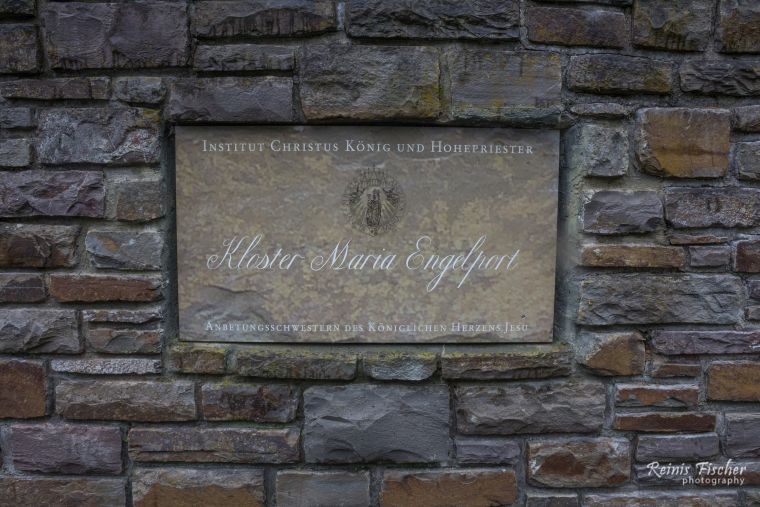 Institut Christus König und Hohepriester
Kloster Maria Engelport
Anbetungsschwestern des Königlichen Herzens Jesu
Reinis Fischer
photography